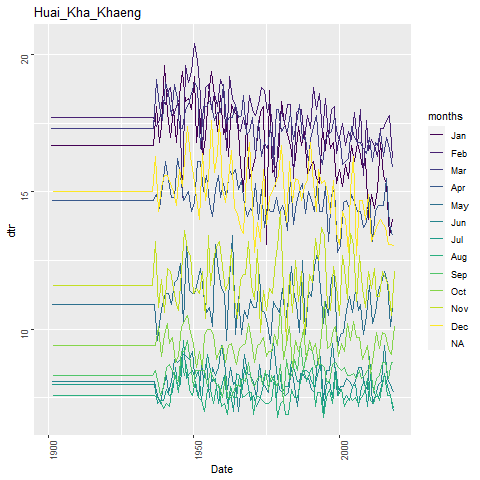 Huai_Kha_Khaeng
20
15
10
dtr
1900
1950
2000
Date
months
Jan
Feb
Mar
Apr
May
Jun
Jul
Aug
Sep
Oct
Nov
Dec
NA